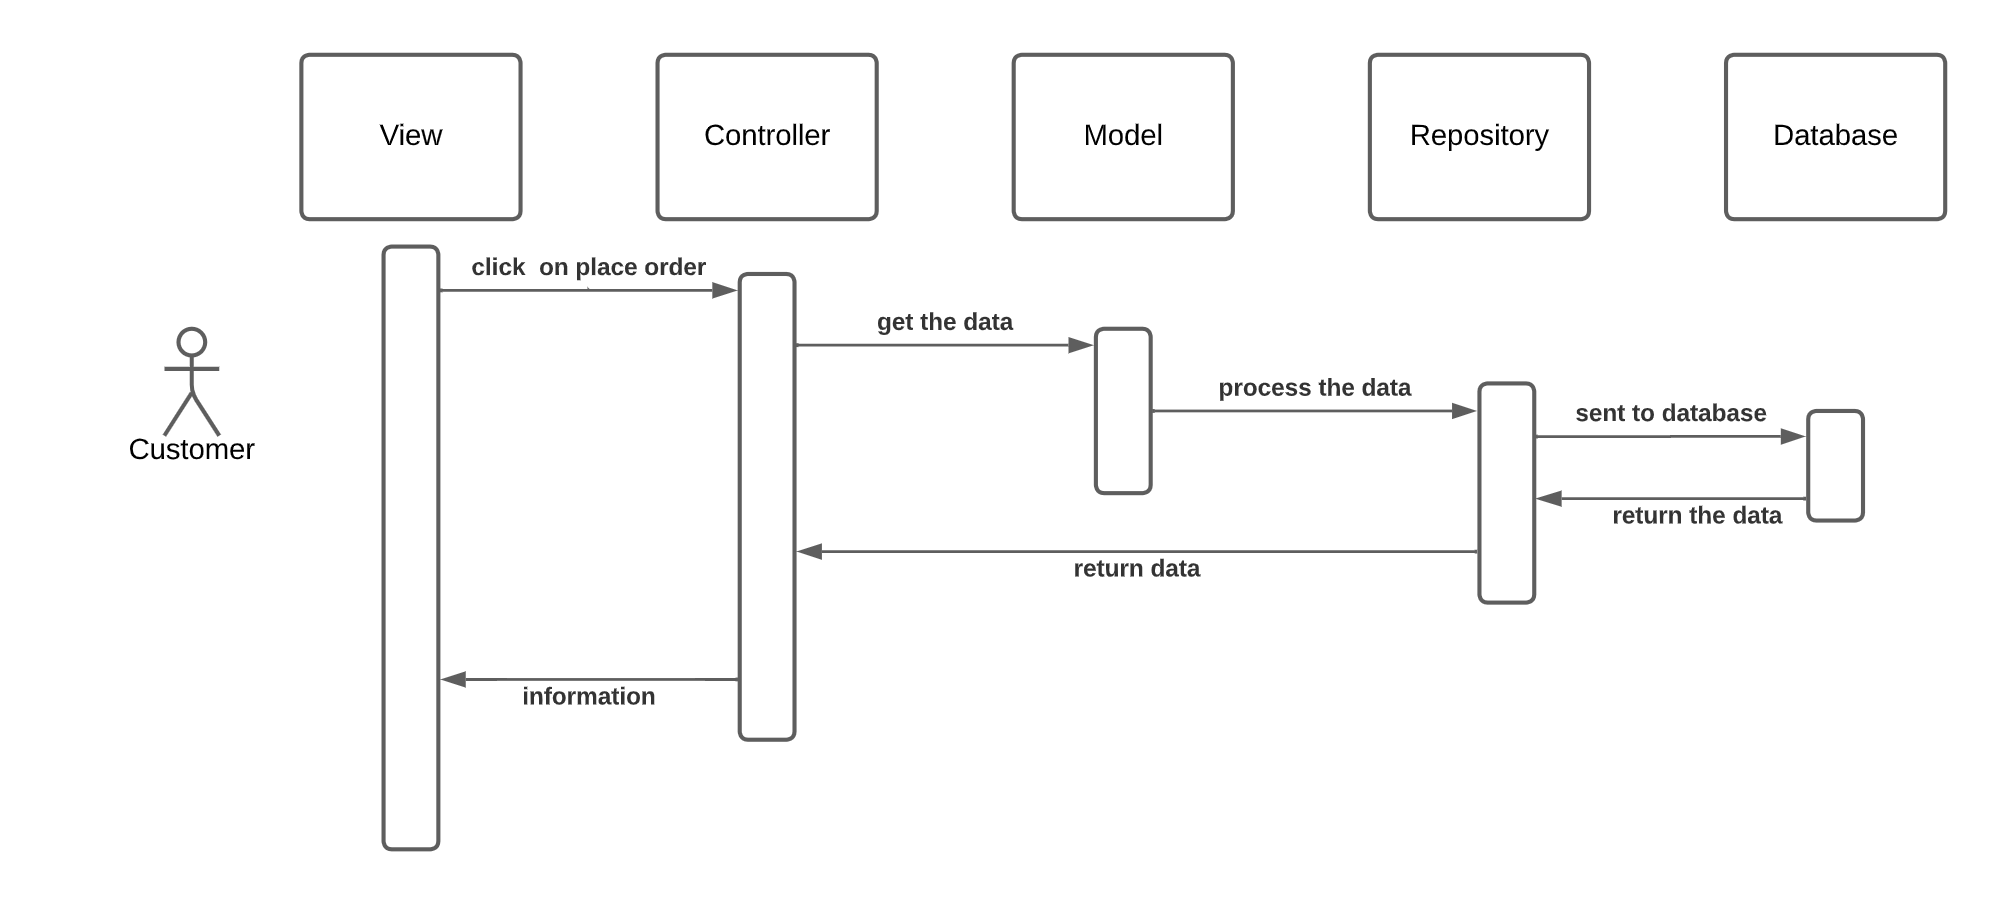 View
Controller
Model
Repository
Database
click  on place order
get the data
process the data
sent to database
Customer
return the data
return data
information